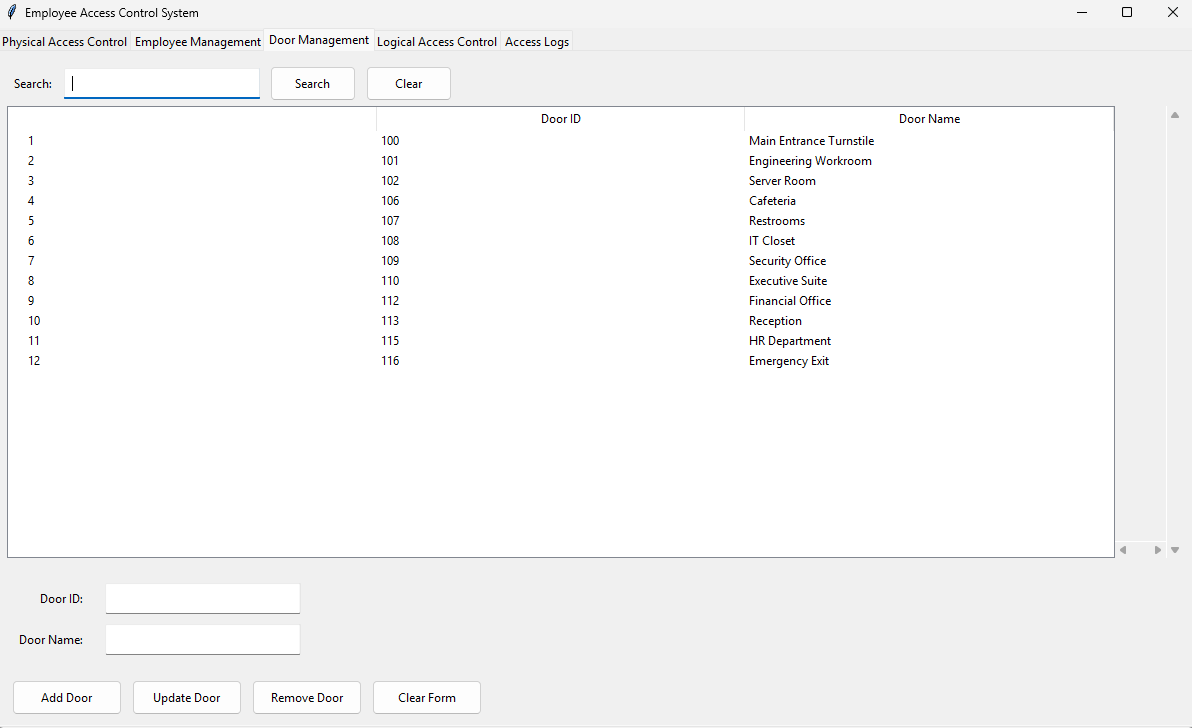 Employee Access Control System
Physical Access Control Employee Management Door Management Logical Access Control Access Logs
Search: Search Clear
Door ID Door Name
1 100 Main Entrance Turnstile
2 101 Engineering Workroom
3 102 Server Room
4 106 Cafeteria
5 107 Restrooms
6 108 IT Closet
7 109 Security Office
8 110 Executive Suite
9 112 Financial Office
10 113 Reception
11 115 HR Department
12 116 Emergency Exit
Door ID:
Door Name:
Add Door Update Door Remove Door Clear Form